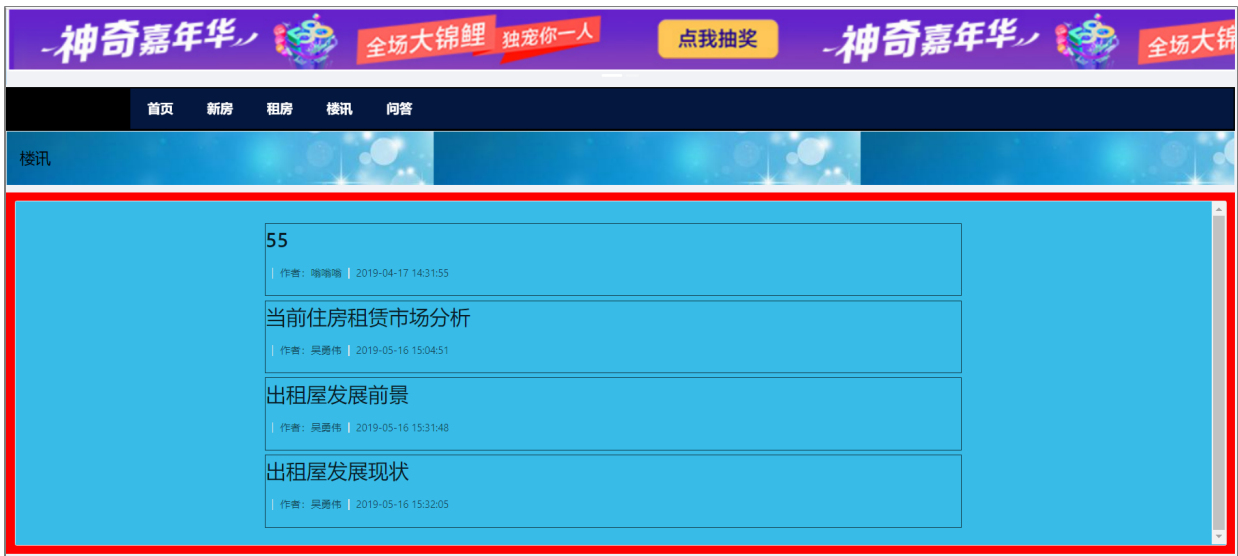 神奇嘉年华 全场大锦鲤 独宠你一人 点我抽奖 神奇嘉年华 全场大锦
首页 新房 租房 楼讯 问答
楼讯
55
| 作者：嗡嗡嗡 | 2019-04-17 14:31:55
当前住房租赁市场分析
| 作者：吴勇伟 | 2019-05-16 15:04:51
出租屋发展前景
| 作者：吴勇伟 | 2019-05-16 15:31:48
出租屋发展现状
| 作者：吴勇伟 | 2019-05-16 15:32:05